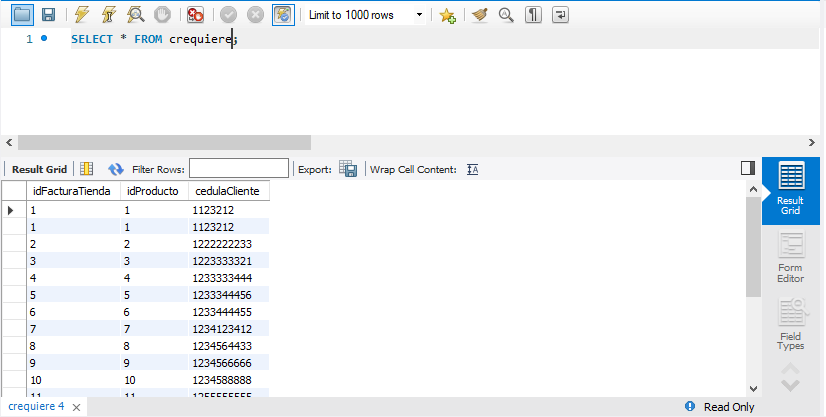 Limit to 1000 rows
1 SELECT * FROM crequiere;
Result Grid Filter Rows: Export: Wrap Cell Content:
idFacturaTienda idProducto cedulaCliente
1 1 1123212
1 1 1123212
2 2 1222222233
3 3 1223333321
4 4 1233333444
5 5 1233344456
6 6 1233444455
7 7 1234123412
8 8 1234564433
9 9 1234566666
10 10 1234588888
11 11 1255555555
Result
Grid
Form
Editor
Field
Types
crequiere 4
Read Only